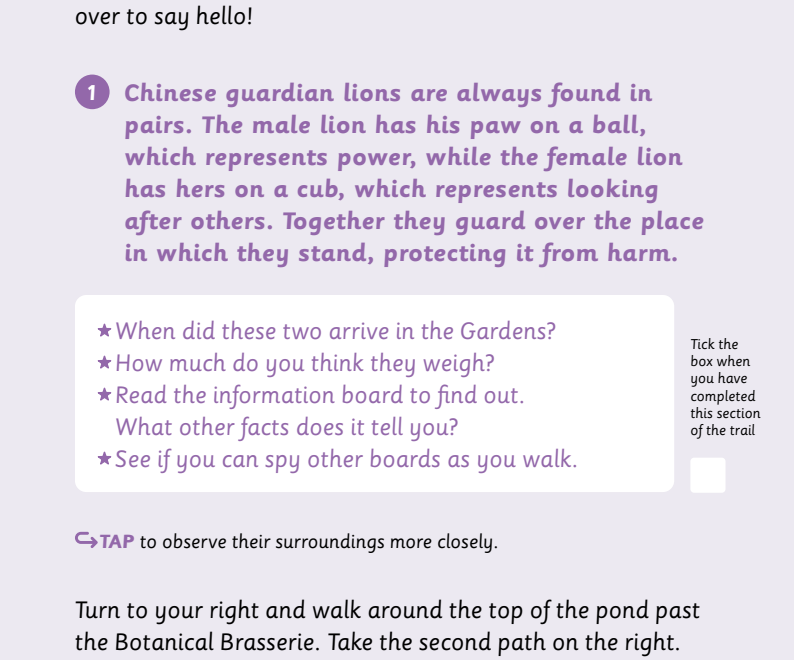 over to say hello!
1 Chinese guardian lions are always found in
pairs. The male lion has his paw on a ball,
which represents power, while the female lion
has hers on a cub, which represents looking
after others. Together they guard over the place
in which they stand, protecting it from harm.
★When did these two arrive in the Gardens?
★How much do you think they weigh?
★Read the information board to find out.
What other facts does it tell you?
★See if you can spy other boards as you walk.
Tick the
box when
you have
completed
this section
of the trail
↪TAP to observe their surroundings more closely.
Turn to your right and walk around the top of the pond past
the Botanical Brasserie. Take the second path on the right.